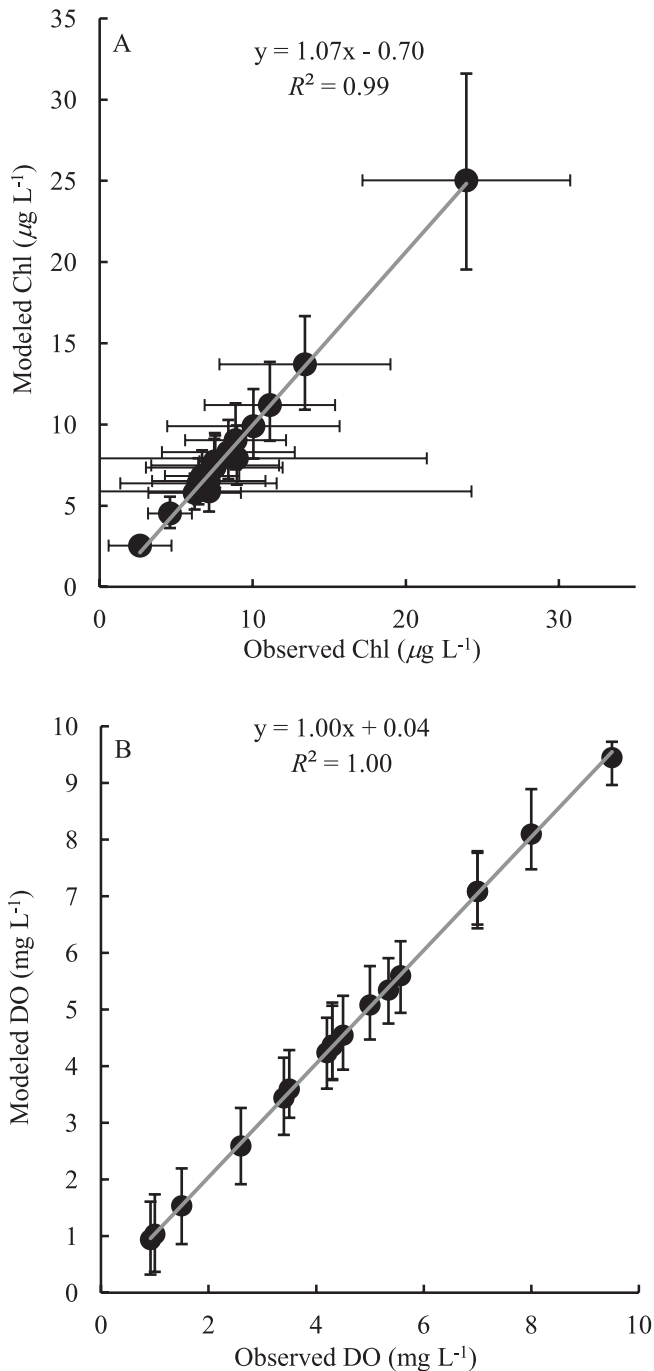 A
y = 1.07x - 0.70
R² = 0.99
35
30
25
20
15
10
5
0
Modeled Chl (µg L⁻¹)
0 10 20 30
Observed Chl (µg L⁻¹)
B
y = 1.00x + 0.04
R² = 1.00
10
9
8
7
6
5
4
3
2
1
0
Modeled DO (mg L⁻¹)
0 2 4 6 8 10
Observed DO (mg L⁻¹)